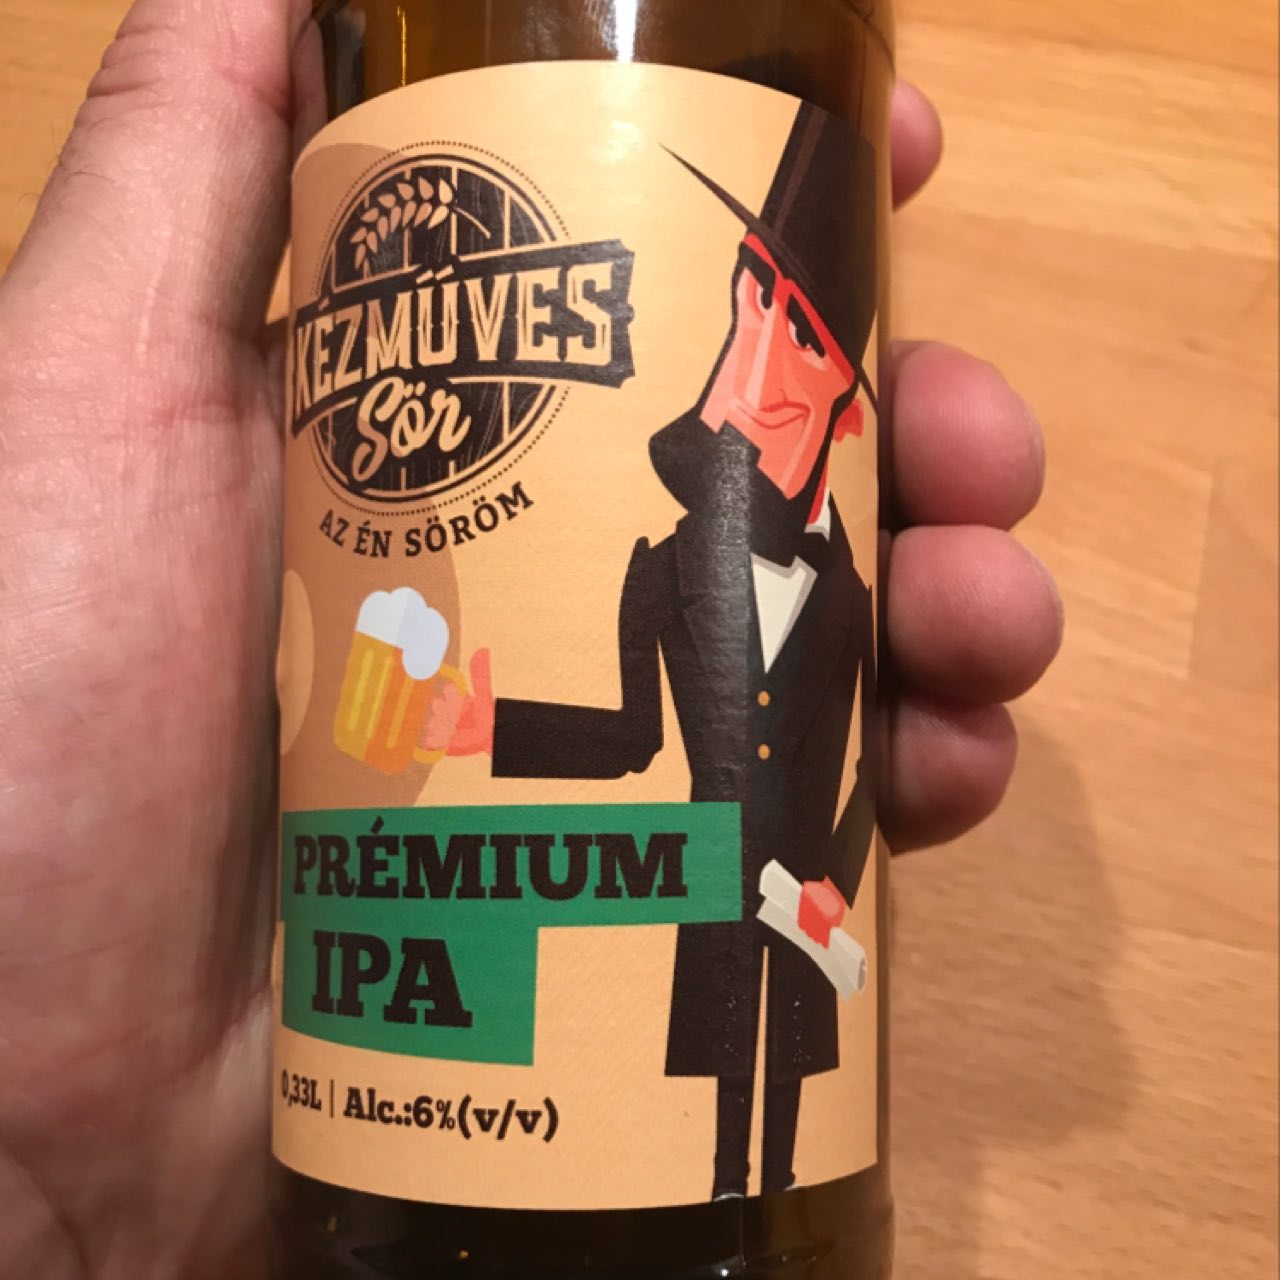 KÉZMŰVES
Sör
AZ ÉN SÖRÖM
PRÉMIUM
IPA
0,33L | Alc.:6%(v/v)